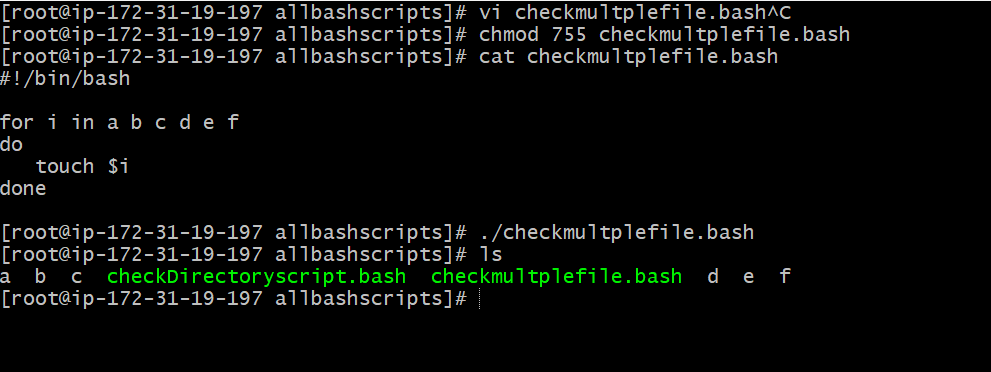 [root@ip-172-31-19-197 allbashscripts]# vi checkmultplefile.bash^C
[root@ip-172-31-19-197 allbashscripts]# chmod 755 checkmultplefile.bash
[root@ip-172-31-19-197 allbashscripts]# cat checkmultplefile.bash
#!/bin/bash

for i in a b c d e f
do
   touch $i
done

[root@ip-172-31-19-197 allbashscripts]# ./checkmultplefile.bash
[root@ip-172-31-19-197 allbashscripts]# ls
a  b  c  checkDirectoryscript.bash  checkmultplefile.bash  d  e  f
[root@ip-172-31-19-197 allbashscripts]#